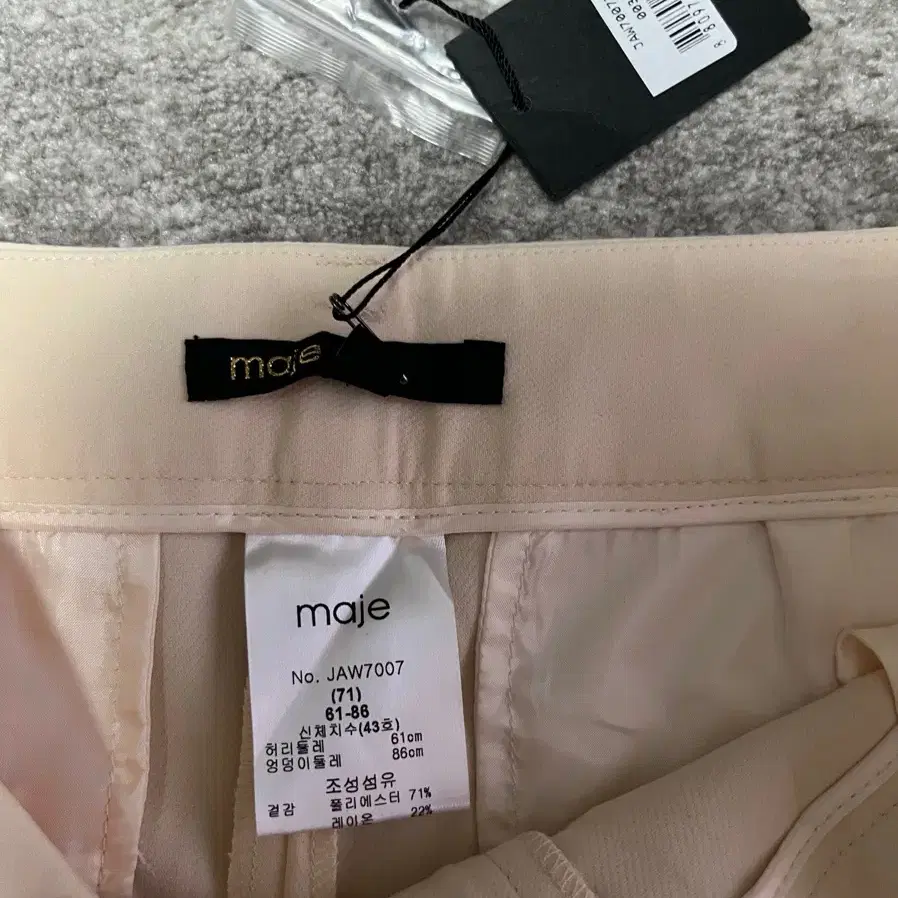 maje
maje
No. JAW7007
(71)
61-86
신체치수(43호)
허리둘레 61cm
엉덩이둘레 86cm
조성섬유
겉감 폴리에스터 71%
레이온 22%